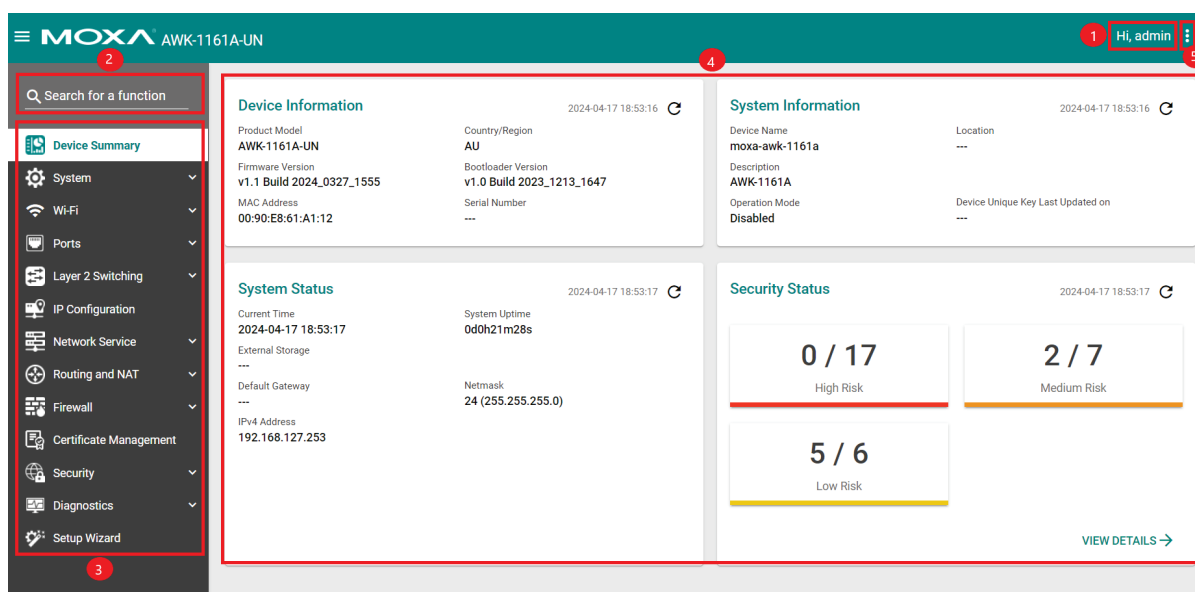 MOXA AWK-1161A-UN
1 Hi, admin
5
2
4
Search for a function
Device Summary
System
Wi-Fi
Ports
Layer 2 Switching
IP Configuration
Network Service
Routing and NAT
Firewall
Certificate Management
Security
Diagnostics
Setup Wizard
3
Device Information 2024-04-17 18:53:16
Product Model Country/Region
AWK-1161A-UN AU
Firmware Version Bootloader Version
v1.1 Build 2024_0327_1555 v1.0 Build 2023_1213_1647
MAC Address Serial Number
00:90:E8:61:A1:12 ---
System Information 2024-04-17 18:53:16
Device Name Location
moxa-awk-1161a ---
Description
AWK-1161A
Operation Mode Device Unique Key Last Updated on
Disabled ---
System Status 2024-04-17 18:53:17
Current Time System Uptime
2024-04-17 18:53:17 0d0h21m28s
External Storage
---
Default Gateway Netmask
--- 24 (255.255.255.0)
IPv4 Address
192.168.127.253
Security Status 2024-04-17 18:53:17
0 / 17 2 / 7
High Risk Medium Risk
5 / 6
Low Risk
VIEW DETAILS